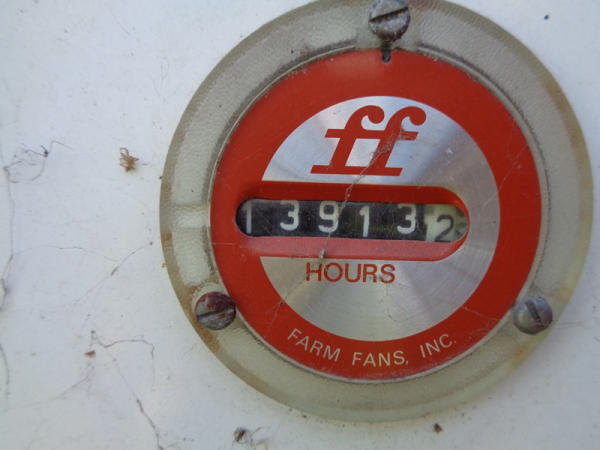 ff
139132
HOURS
FARM FANS, INC.